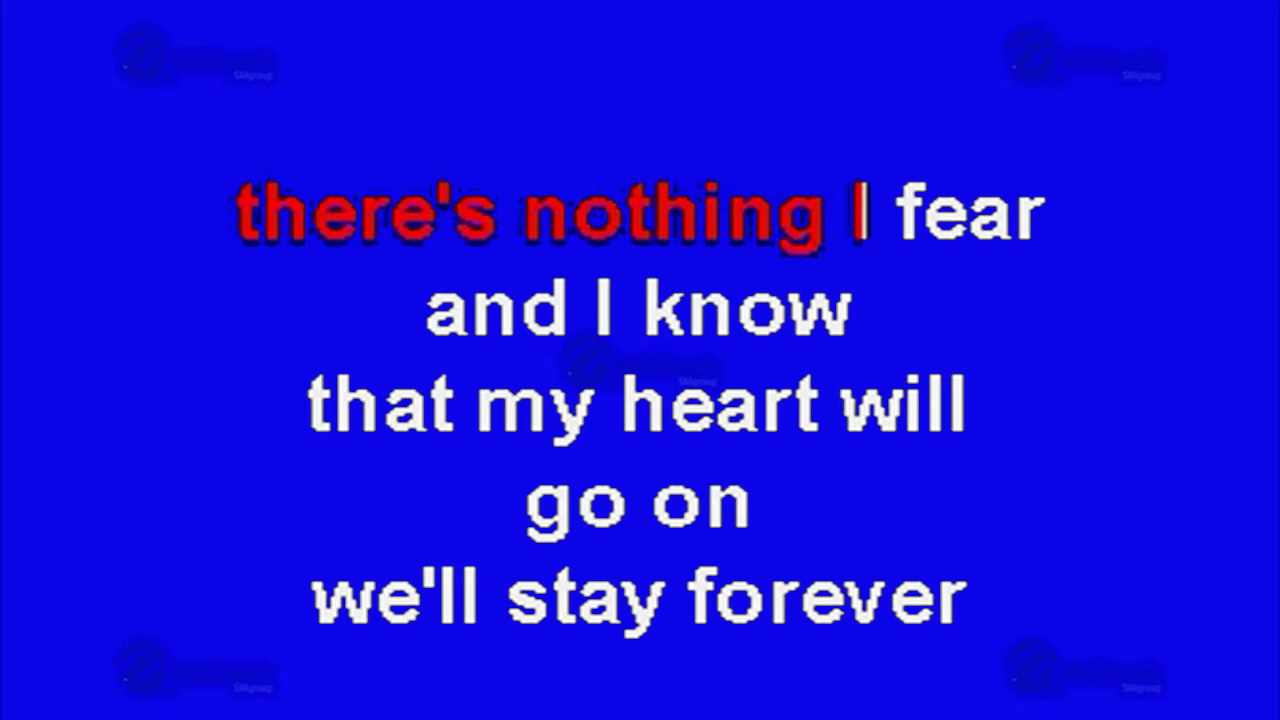 there's nothing I fear
and I know
that my heart will
go on
we'll stay forever